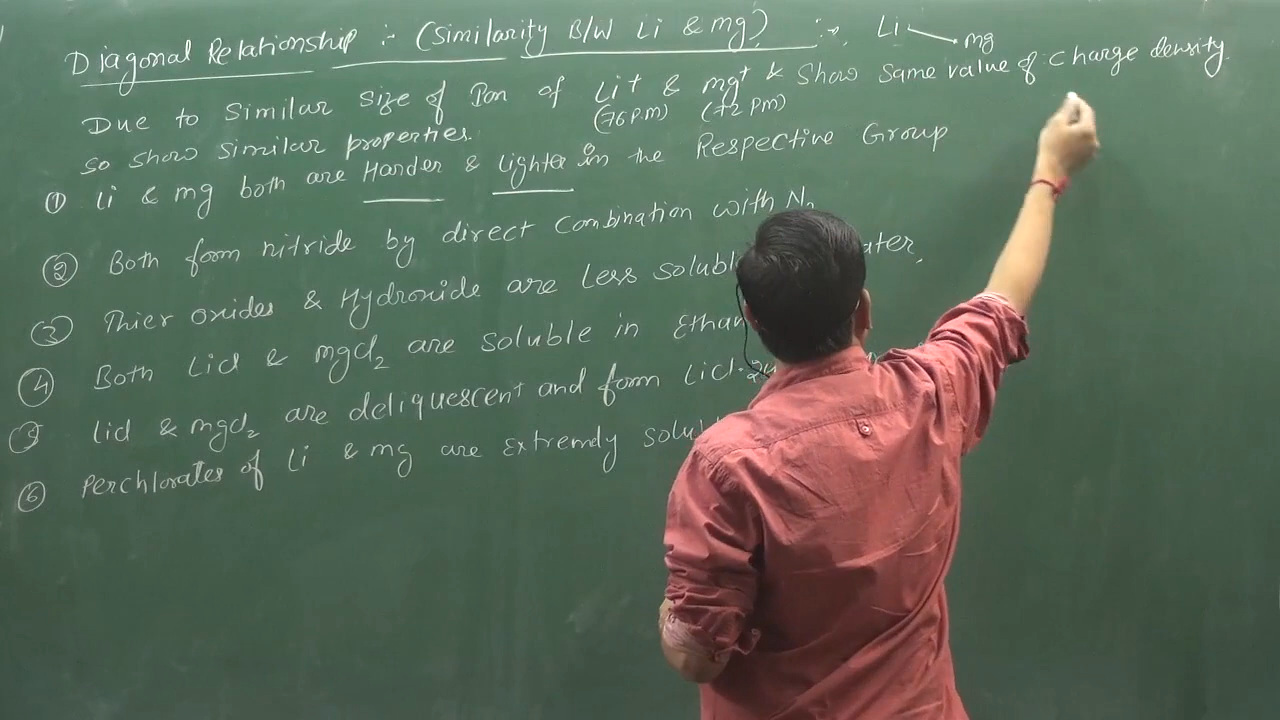 Diagonal Relationship :- (Similarity B/W Li & mg) :-. Li mg
Due to Similar size of Ion of Li+ & mg+ & show same value of charge density
(76 P.m) (72 Pm)
so show similar properties.
① Li & mg both are Harder & Lighter in the Respective Group
② Both form nitride by direct Combination with N2
③ Thier oxides & Hydroxide are Less Solubl ater.
④ Both Licl & mgcl2 are soluble in Ethan
⑤ Licl & mgcl2 are deliquescent and form Licl.2
⑥ Perchlorates of Li & mg are Extremely solub